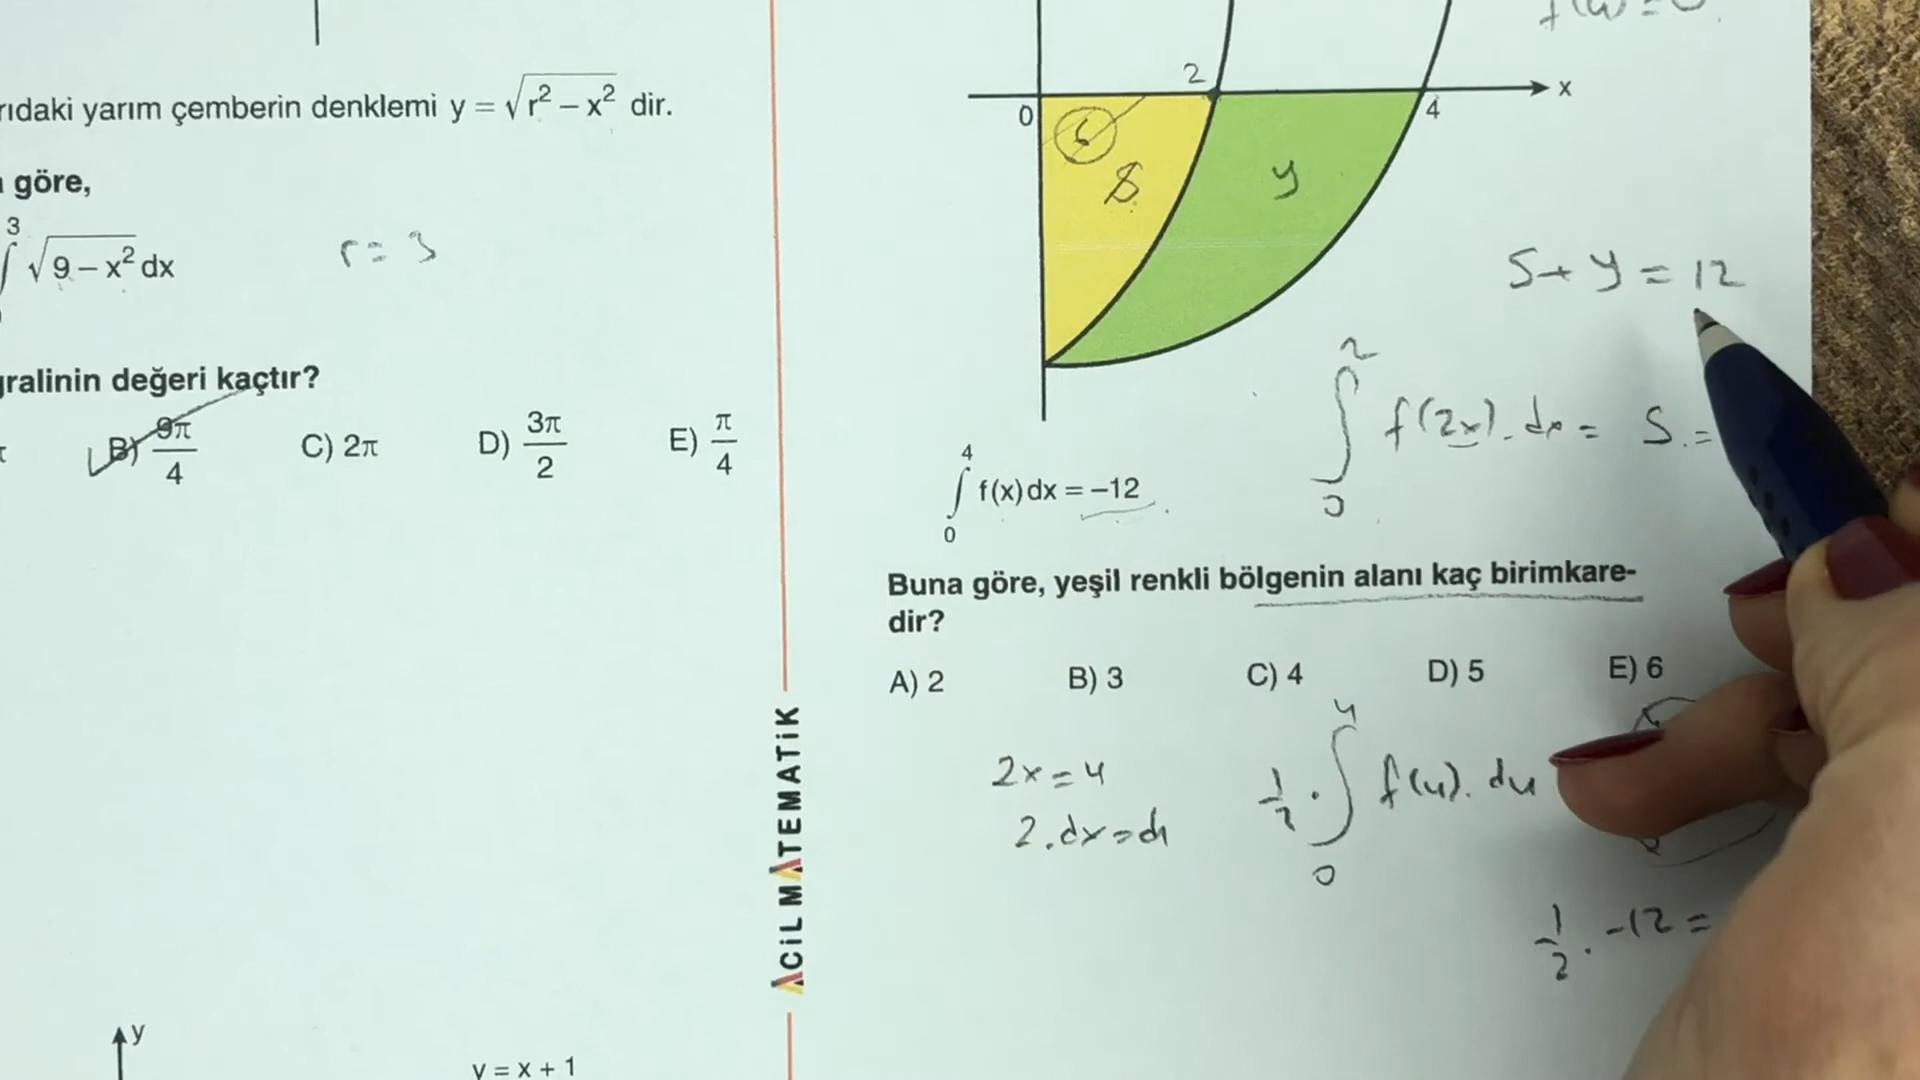 rıdaki yarım çemberin denklemi y = √r² – x² dir.
göre,
3
∫ √9 – x² dx
r = 3
gralinin değeri kaçtır?
B) 9π/4 C) 2π D) 3π/2 E) π/4
y
y = x + 1
ACİL MATEMATİK
2
x
0
4
6
S
y
S + y = 12
2
∫ f(2x). dx = S. =
0
4
∫ f(x) dx = –12
0
Buna göre, yeşil renkli bölgenin alanı kaç birimkare-
dir?
A) 2 B) 3 C) 4 D) 5 E) 6
2x = u
2.dx = du
4
1/2 . ∫ f(u). du
0
1/2 . -12 =